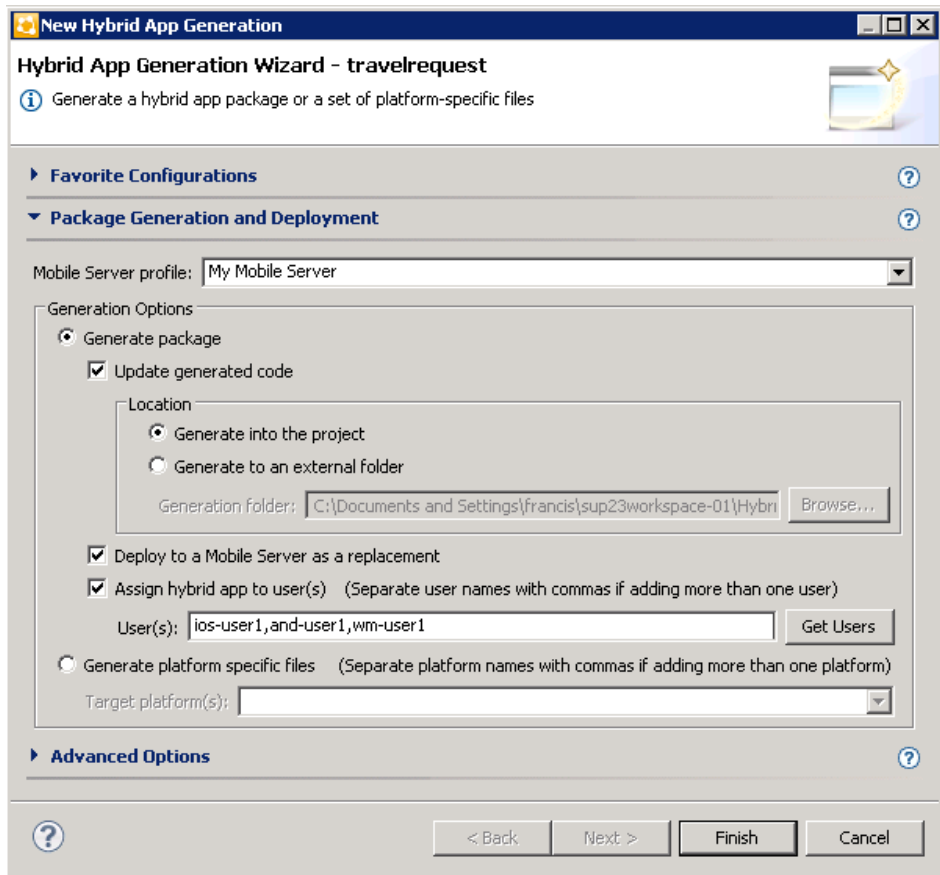 New Hybrid App Generation
Hybrid App Generation Wizard - travelrequest
Generate a hybrid app package or a set of platform-specific files
Favorite Configurations
Package Generation and Deployment
Mobile Server profile: My Mobile Server
Generation Options
Generate package
Update generated code
Location
Generate into the project
Generate to an external folder
Generation folder: C:\Documents and Settings\francis\sup23workspace-01\Hybri Browse...
Deploy to a Mobile Server as a replacement
Assign hybrid app to user(s) (Separate user names with commas if adding more than one user)
User(s): ios-user1,and-user1,wm-user1 Get Users
Generate platform specific files (Separate platform names with commas if adding more than one platform)
Target platform(s):
Advanced Options
< Back Next > Finish Cancel